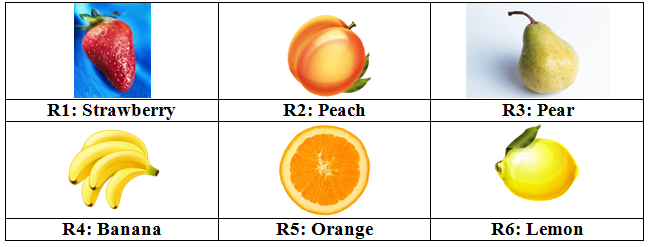 R1: Strawberry
R2: Peach
R3: Pear
R4: Banana
R5: Orange
R6: Lemon